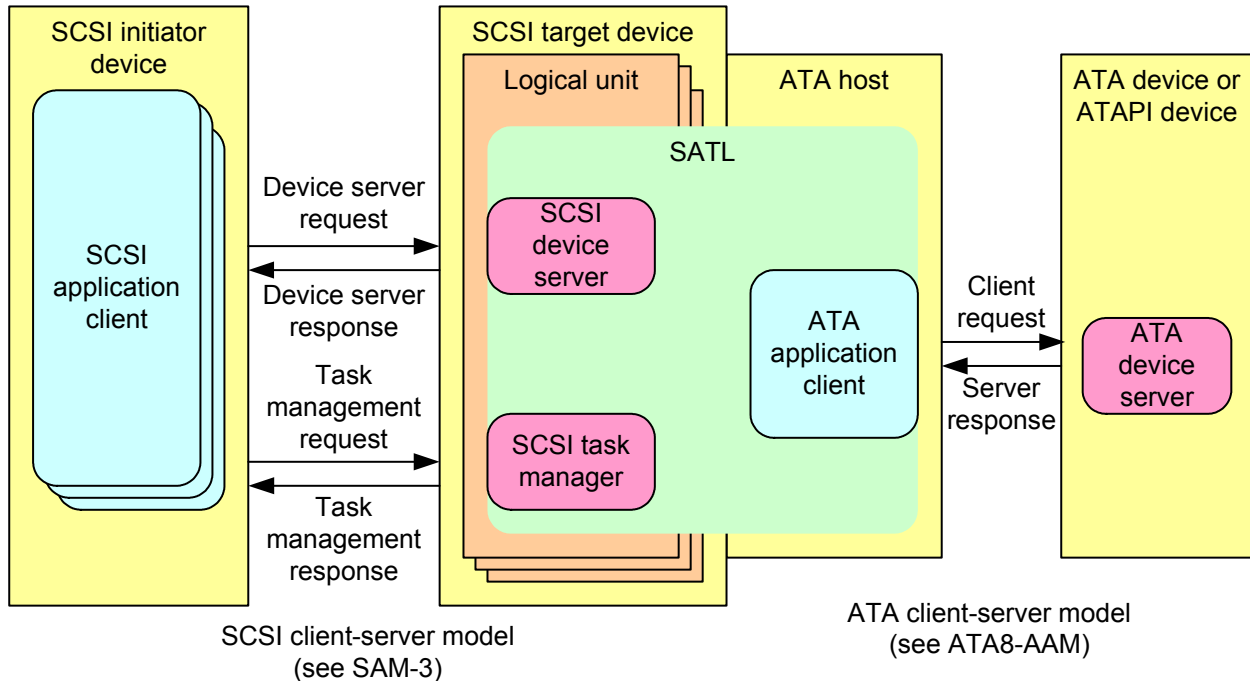 SCSI initiator
device
SCSI application
client
Device server
request
Device server
response
Task
management
request
Task
management
response
SCSI target device
Logical unit
ATA host
SATL
SCSI
device
server
SCSI task
manager
ATA
application
client
Client
request
Server
response
ATA device or
ATAPI device
ATA
device
server
SCSI client-server model
(see SAM-3)
ATA client-server model
(see ATA8-AAM)